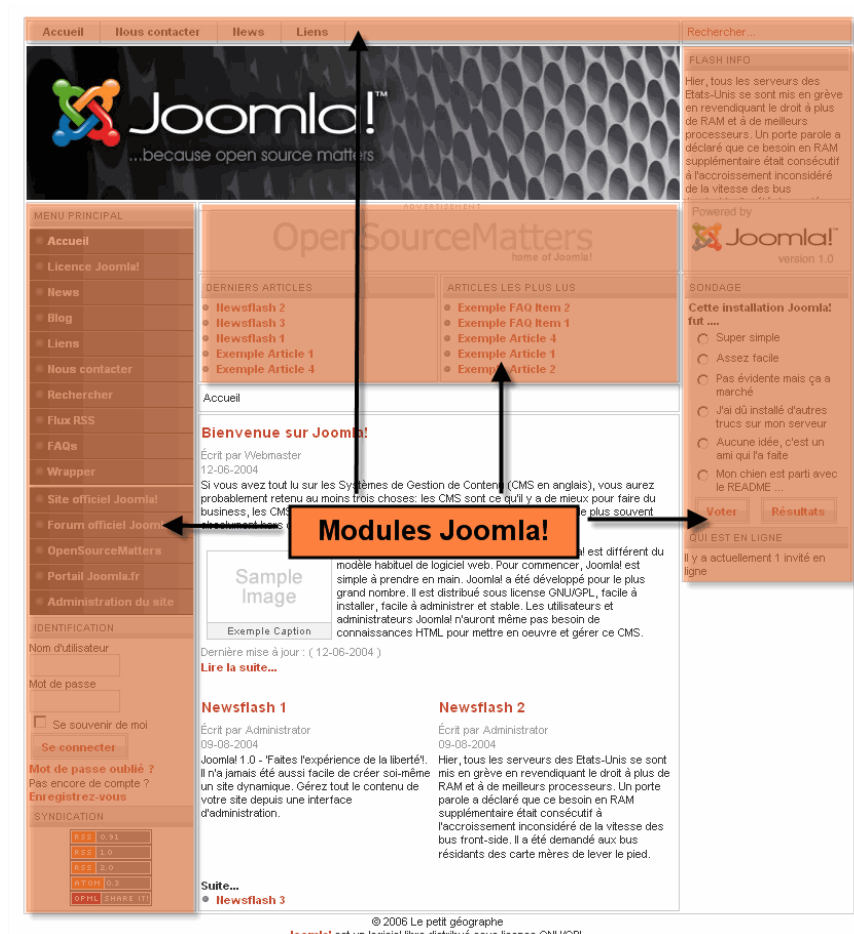 Accueil Nous contacter News Liens
Rechercher...
Joomla!™
...because open source matters
FLASH INFO
Hier, tous les serveurs des
Etats-Unis se sont mis en grève
en revendiquant le droit à plus
de RAM et à de meilleurs
processeurs. Un porte parole a
déclaré que ce besoin en RAM
supplémentaire était consécutif
à l'accroissement inconsidéré
de la vitesse des bus
MENU PRINCIPAL
Accueil
Licence Joomla!
News
Blog
Liens
Nous contacter
Rechercher
Flux RSS
FAQs
Wrapper
Site officiel Joomla!
Forum officiel Joom
OpenSourceMatters
Portail Joomla.fr
Administration du site
IDENTIFICATION
Nom d'utilisateur
Mot de passe
Se souvenir de moi
Se connecter
Mot de passe oublié ?
Pas encore de compte ?
Enregistrez-vous
SYNDICATION
RSS 0.91
RSS 1.0
RSS 2.0
ATOM 0.3
OPML SHARE IT!
ADVERTISEMENT
OpenSourceMatters
home of Joomla!
DERNIERS ARTICLES
Newsflash 2
Newsflash 3
Newsflash 1
Exemple Article 1
Exemple Article 4
ARTICLES LES PLUS LUS
Exemple FAQ Item 2
Exemple FAQ Item 1
Exemple Article 4
Exemple Article 1
Exemple Article 2
Accueil
Bienvenue sur Joomla!
Écrit par Webmaster
12-06-2004
Si vous avez tout lu sur les Systèmes de Gestion de Contenu (CMS en anglais), vous aurez
probablement retenu au moins trois choses: les CMS sont ce qu'il y a de mieux pour faire du
business, les CMS plus souvent
Modules Joomla!
Sample
Image
Exemple Caption
est différent du
modèle habituel de logiciel web. Pour commencer, Joomla! est
simple à prendre en main. Joomla! a été développé pour le plus
grand nombre. Il est distribué sous license GNU/GPL, facile à
installer, facile à administrer et stable. Les utilisateurs et
administrateurs Joomla! n'auront même pas besoin de
connaissances HTML pour mettre en oeuvre et gérer ce CMS.
Dernière mise à jour : ( 12-06-2004 )
Lire la suite...
Newsflash 1
Écrit par Administrator
09-08-2004
Joomla! 1.0 - 'Faites l'expérience de la liberté'!.
Il n'a jamais été aussi facile de créer soi-même
un site dynamique. Gérez tout le contenu de
votre site depuis une interface
d'administration.
Newsflash 2
Écrit par Administrator
09-08-2004
Hier, tous les serveurs des Etats-Unis se sont
mis en grève en revendiquant le droit à plus de
RAM et à de meilleurs processeurs. Un porte
parole a déclaré que ce besoin en RAM
supplémentaire était consécutif à
l'accroissement inconsidéré de la vitesse des
bus front-side. Il a été demandé aux bus
résidants des carte mères de lever le pied.
Suite...
Newsflash 3
Powered by
Joomla!™
version 1.0
SONDAGE
Cette installation Joomla!
fut ....
Super simple
Assez facile
Pas évidente mais ça a
marché
J'ai dû installé d'autres
trucs sur mon serveur
Aucune idée, c'est un
ami qui l'a faite
Mon chien est parti avec
le README ...
Voter Résultats
QUI EST EN LIGNE
Il y a actuellement 1 invité en
ligne
© 2006 Le petit géographe
Joomla! est un logiciel libre distribué sous licence GNU/GPL.